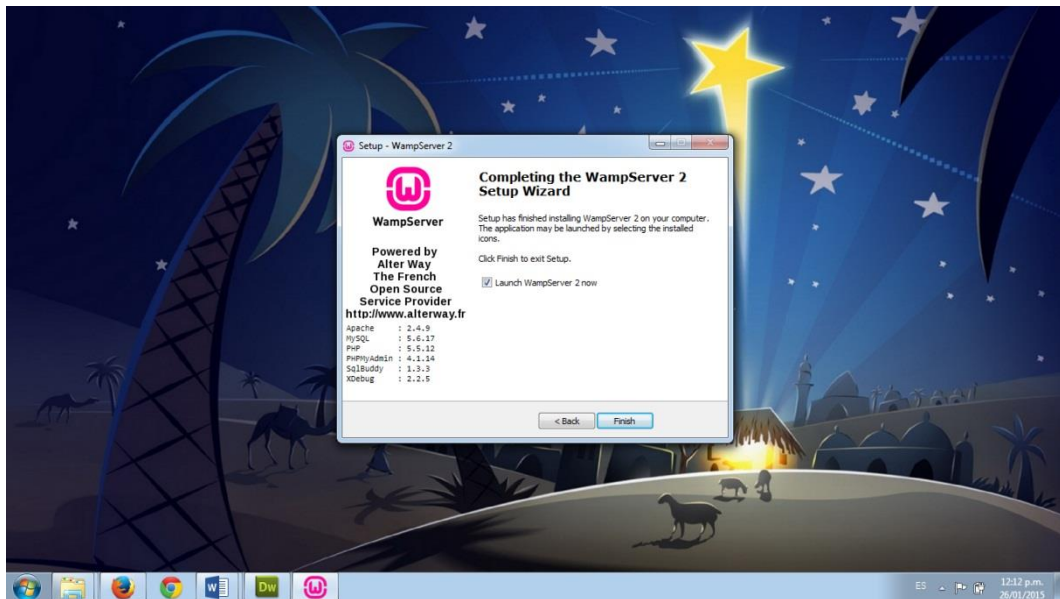 Setup - WampServer 2
WampServer
Powered by
Alter Way
The French
Open Source
Service Provider
http://www.alterway.fr
Apache : 2.4.9
MySQL : 5.6.17
PHP : 5.5.12
PHPMyAdmin : 4.1.14
SqlBuddy : 1.3.3
XDebug : 2.2.5
Completing the WampServer 2
Setup Wizard
Setup has finished installing WampServer 2 on your computer.
The application may be launched by selecting the installed
icons.
Click Finish to exit Setup.
Launch WampServer 2 now
< Back
Finish
W
Dw
ES
12:12 p.m.
26/01/2015